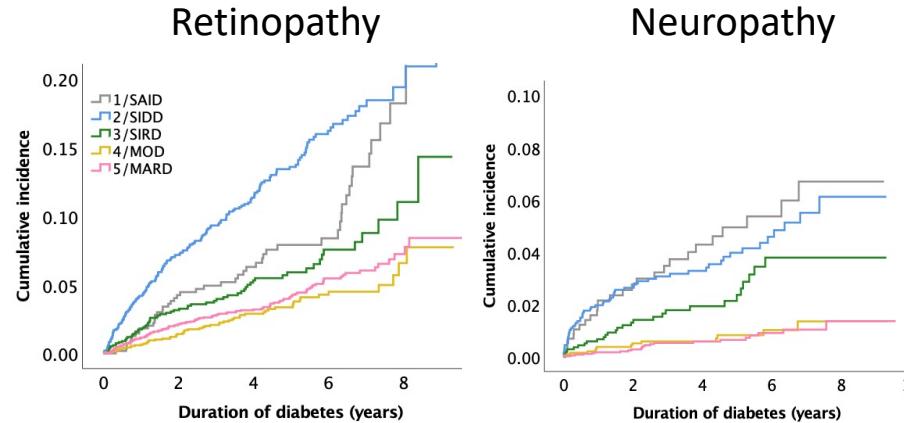 Retinopathy
Cumulative incidence
0.20
0.15
0.10
0.05
0.00
1/SAID
2/SIDD
3/SIRD
4/MOD
5/MARD
0 2 4 6 8
Duration of diabetes (years)
Neuropathy
Cumulative incidence
0.10
0.08
0.06
0.04
0.02
0.00
0 2 4 6 8
Duration of diabetes (years)